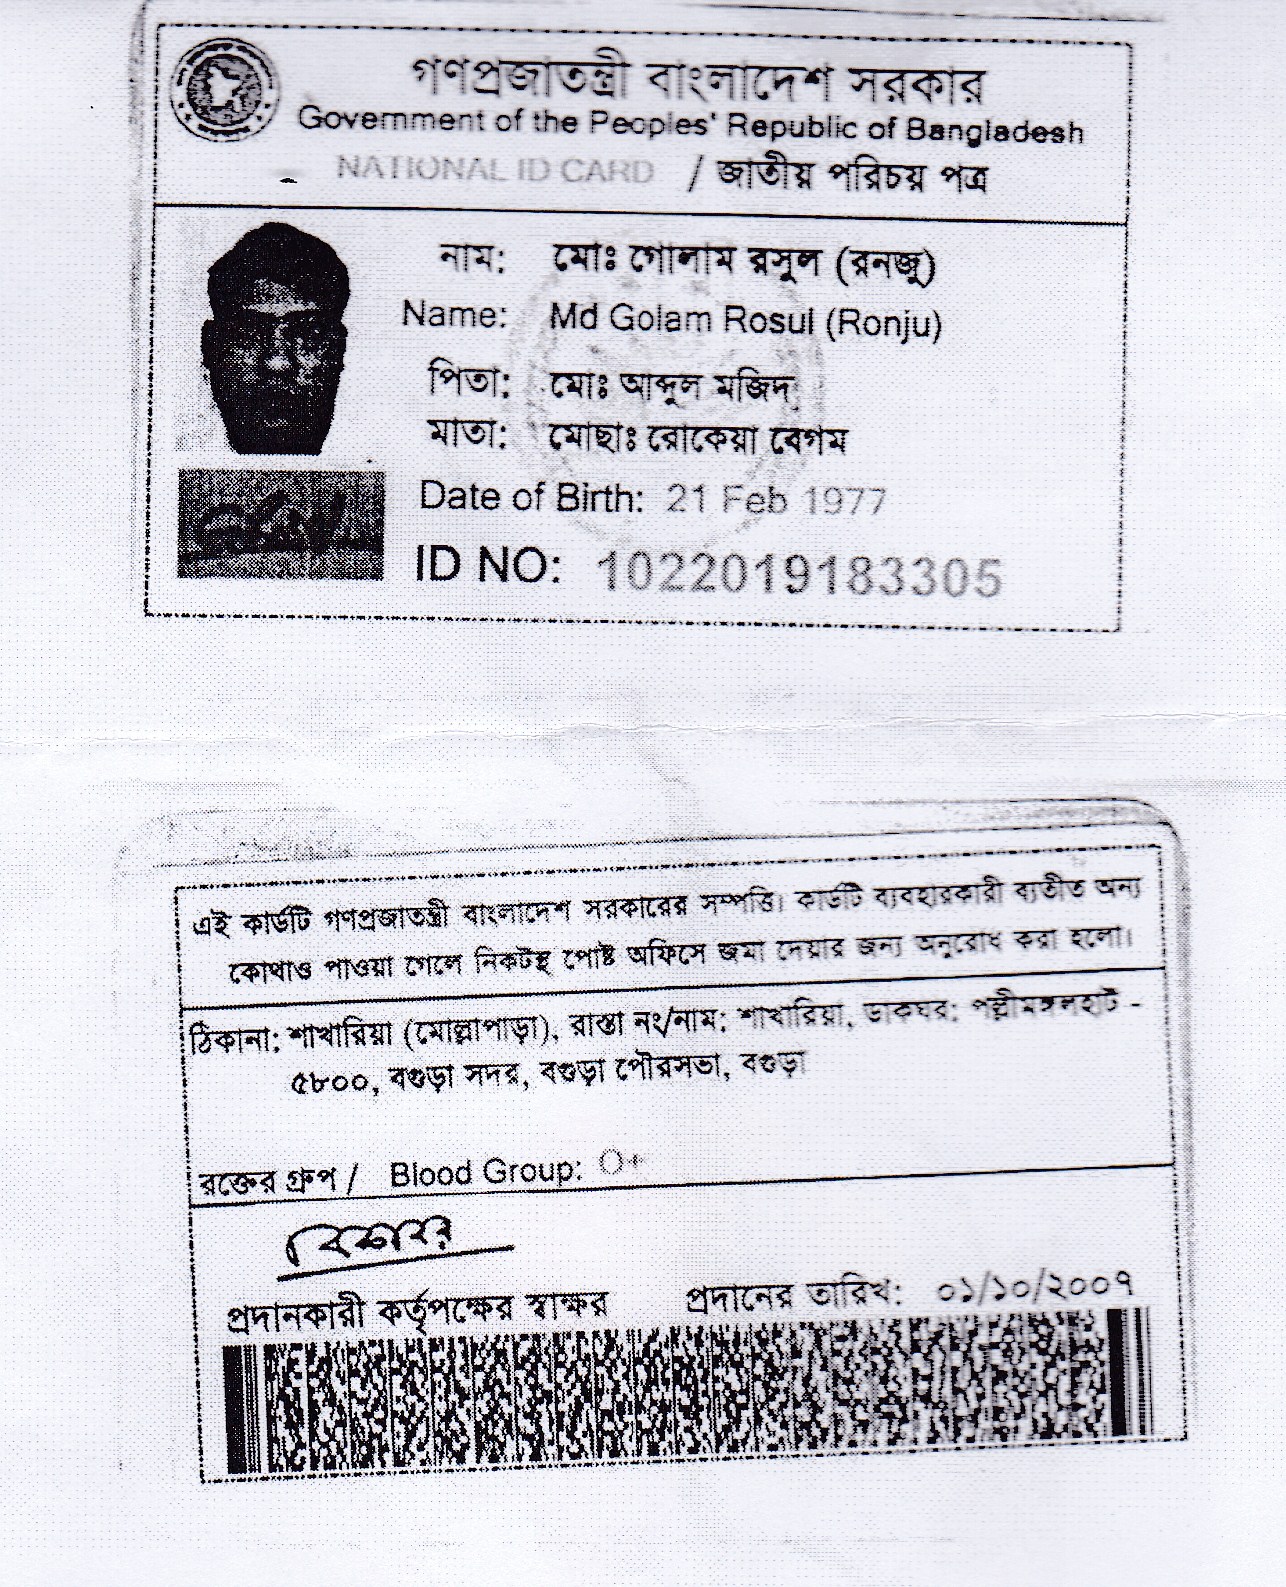 গণপ্রজাতন্ত্রী বাংলাদেশ সরকার
Government of the Peoples' Republic of Bangladesh
NATIONAL ID CARD / জাতীয় পরিচয় পত্র
নাম: মোঃ গোলাম রসুল (রনজু)
Name: Md Golam Rosul (Ronju)
পিতা: মোঃ আব্দুল মজিদ
মাতা: মোছাঃ রোকেয়া বেগম
Date of Birth: 21 Feb 1977
ID NO: 1022019183305
এই কার্ডটি গণপ্রজাতন্ত্রী বাংলাদেশ সরকারের সম্পত্তি। কার্ডটি ব্যবহারকারী ব্যতীত অন্য
কোথাও পাওয়া গেলে নিকটস্থ পোষ্ট অফিসে জমা দেয়ার জন্য অনুরোধ করা হলো।
ঠিকানা: শাখারিয়া (মোল্লাপাড়া), রাস্তা নং/নাম: শাখারিয়া, ডাকঘর: পল্লীমঙ্গলহাট -
৫৮০০, বগুড়া সদর, বগুড়া পৌরসভা, বগুড়া
রক্তের গ্রুপ / Blood Group: O+
প্রদানকারী কর্তৃপক্ষের স্বাক্ষর প্রদানের তারিখ: ০১/১০/২০০৭